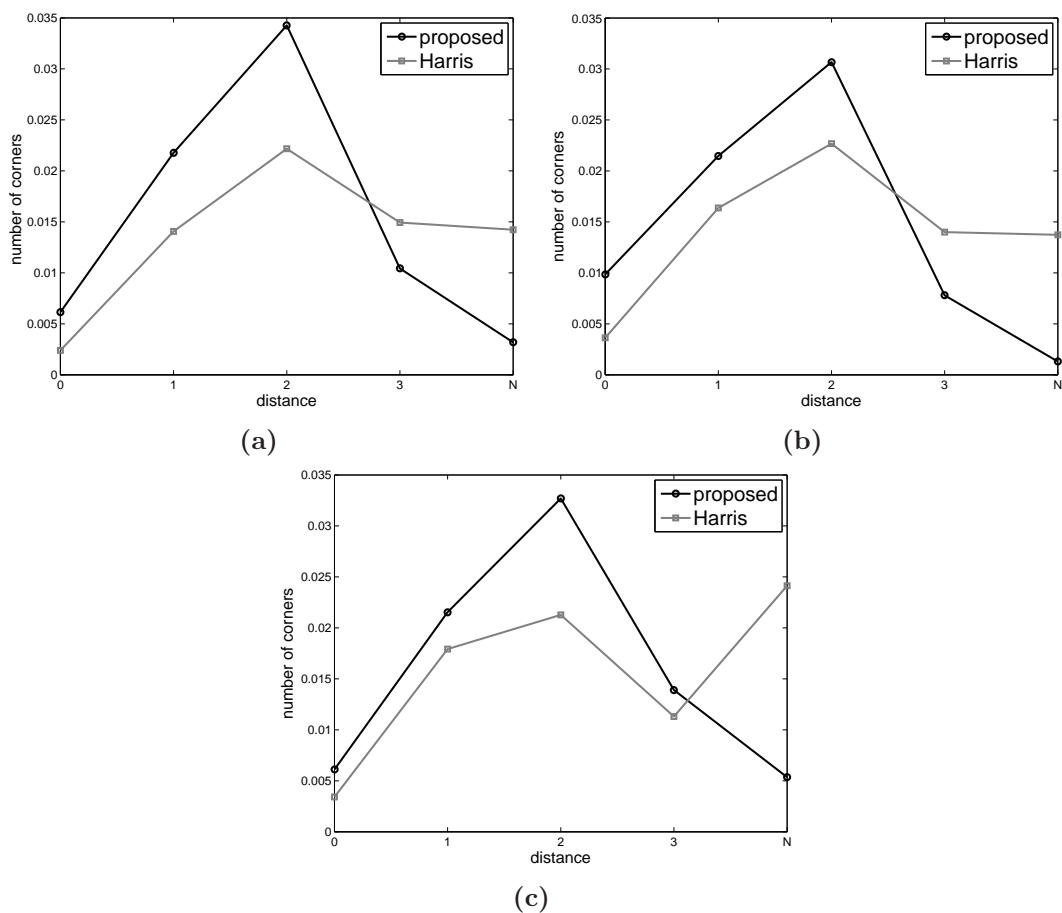 0.035
0.03
0.025
0.02
0.015
0.01
0.005
0
number of corners
proposed
Harris
0 1 2 3 N
distance
(a)
0.035
0.03
0.025
0.02
0.015
0.01
0.005
0
number of corners
proposed
Harris
0 1 2 3 N
distance
(b)
0.035
0.03
0.025
0.02
0.015
0.01
0.005
0
number of corners
proposed
Harris
0 1 2 3 N
distance
(c)